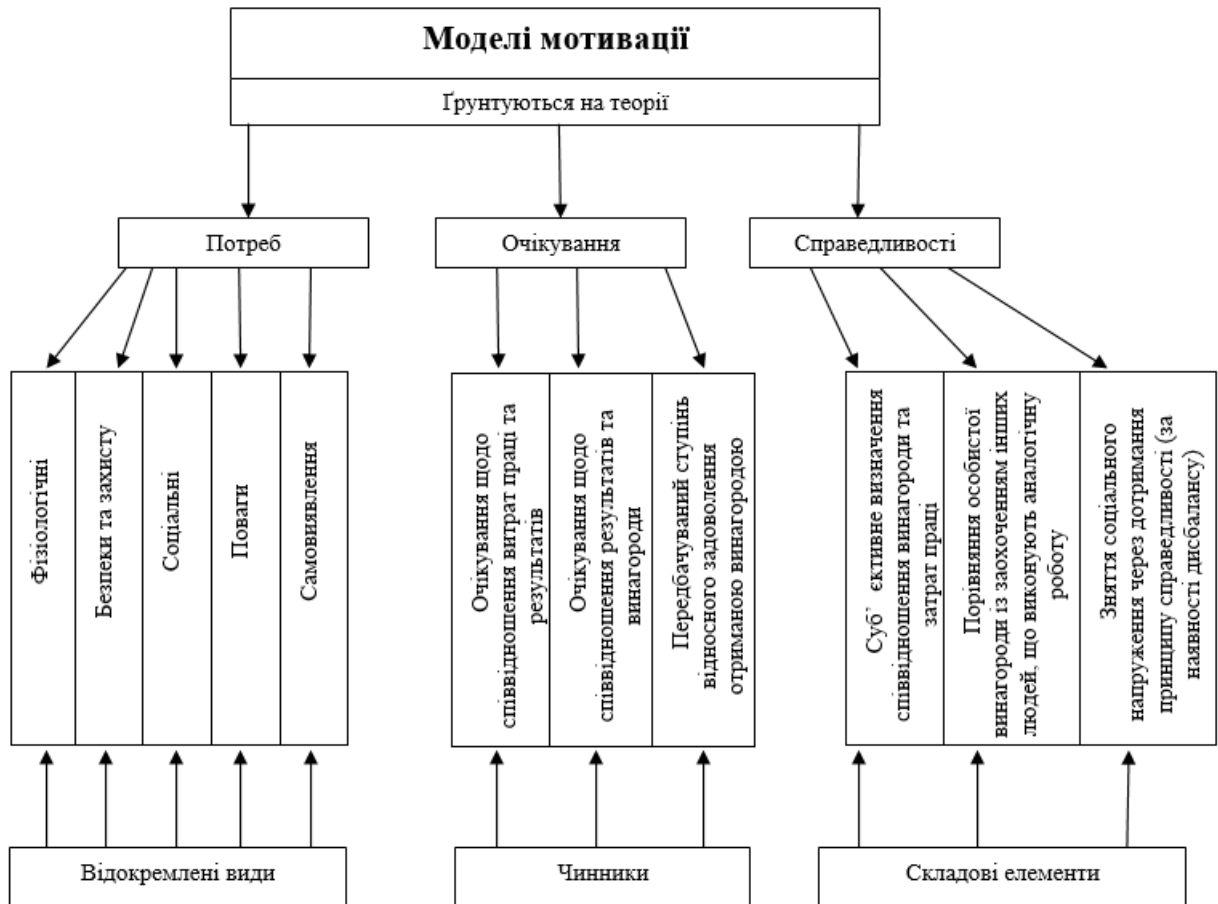 Моделі мотивації
Ґрунтуються на теорії
Потреб
Очікування
Справедливості
Фізіологічні
Безпеки та захисту
Соціальні
Поваги
Самовиявлення
Очікування щодо
співвідношення витрат праці та
результатів
Очікування щодо
співвідношення результатів та
винагороди
Передбачуваний ступінь
відносного задоволення
отриманою винагородою
Суб’ єктивне визначення
співвідношення винагороди та
затрат праці
Порівняння особистої
винагороди із заохоченням інших
людей, що виконують аналогічну
роботу
Зняття соціального
напруження через дотримання
принципу справедливості (за
наявності дисбалансу)
Відокремлені види
Чинники
Складові елементи